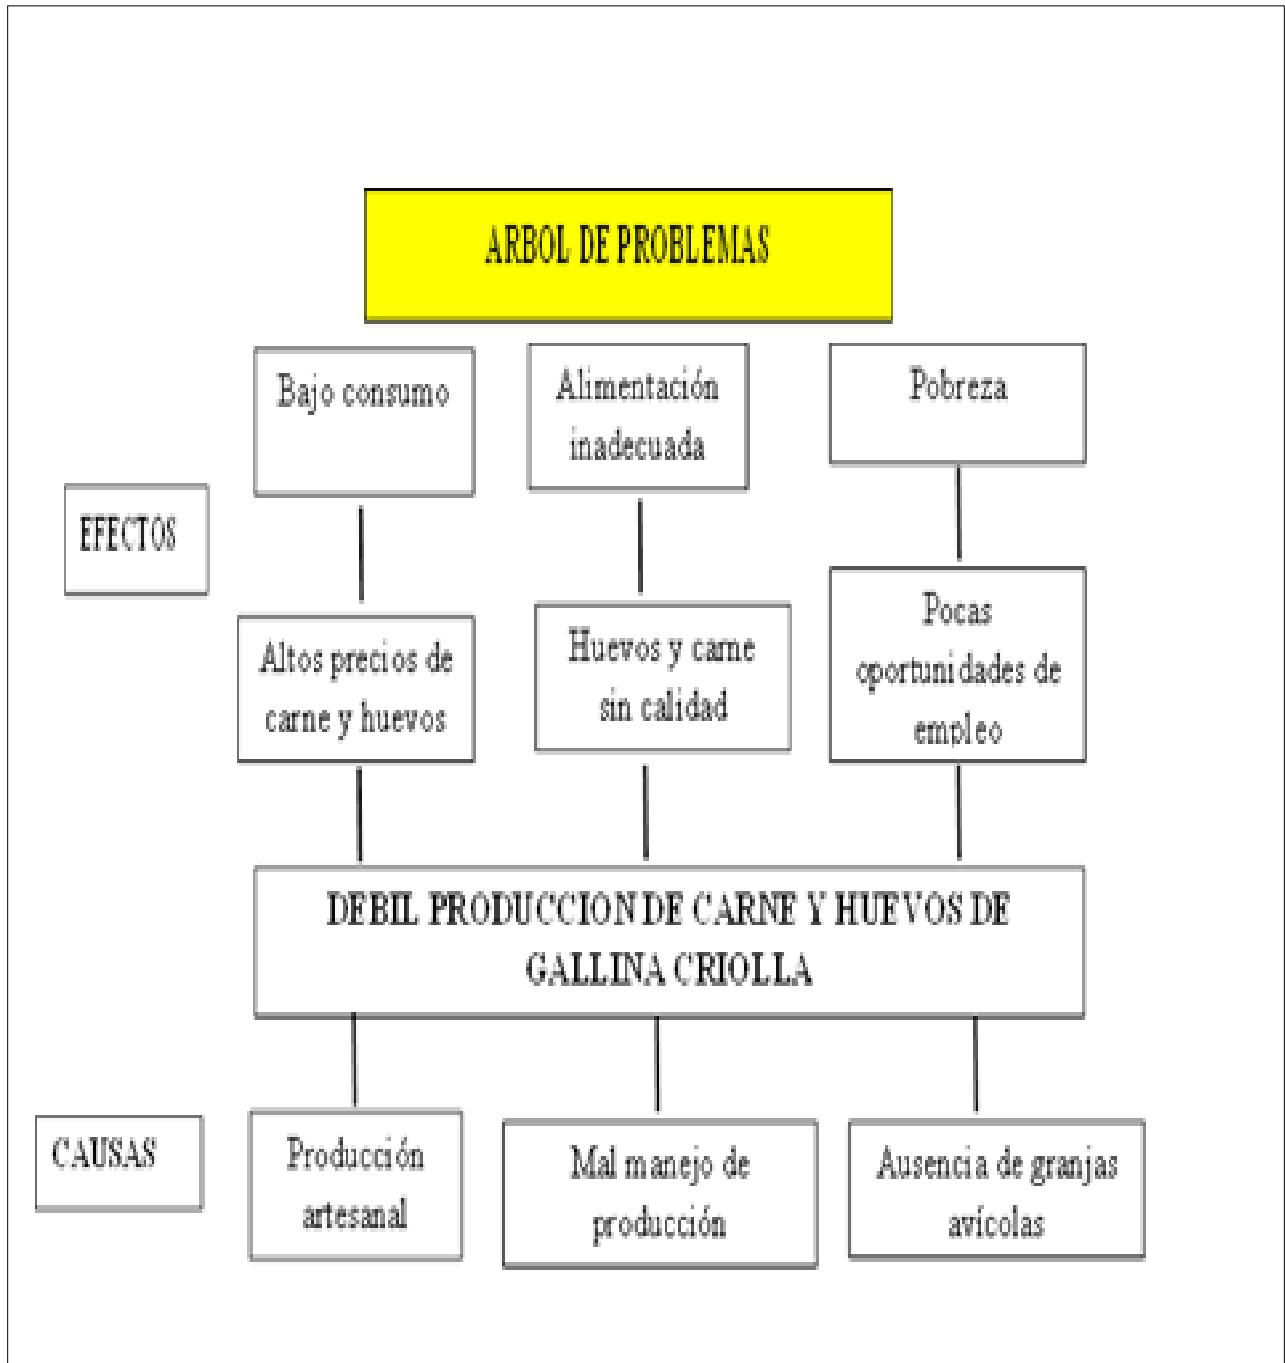 ARBOL DE PROBLEMAS
Bajo consumo
Alimentación
inadecuada
Pobreza
EFECTOS
Altos precios de
carne y huevos
Huevos y carne
sin calidad
Pocas
oportunidades de
empleo
DEBIL PRODUCCION DE CARNE Y HUEVOS DE
GALLINA CRIOLLA
CAUSAS
Producción
artesanal
Mal manejo de
producción
Ausencia de granjas
avícolas